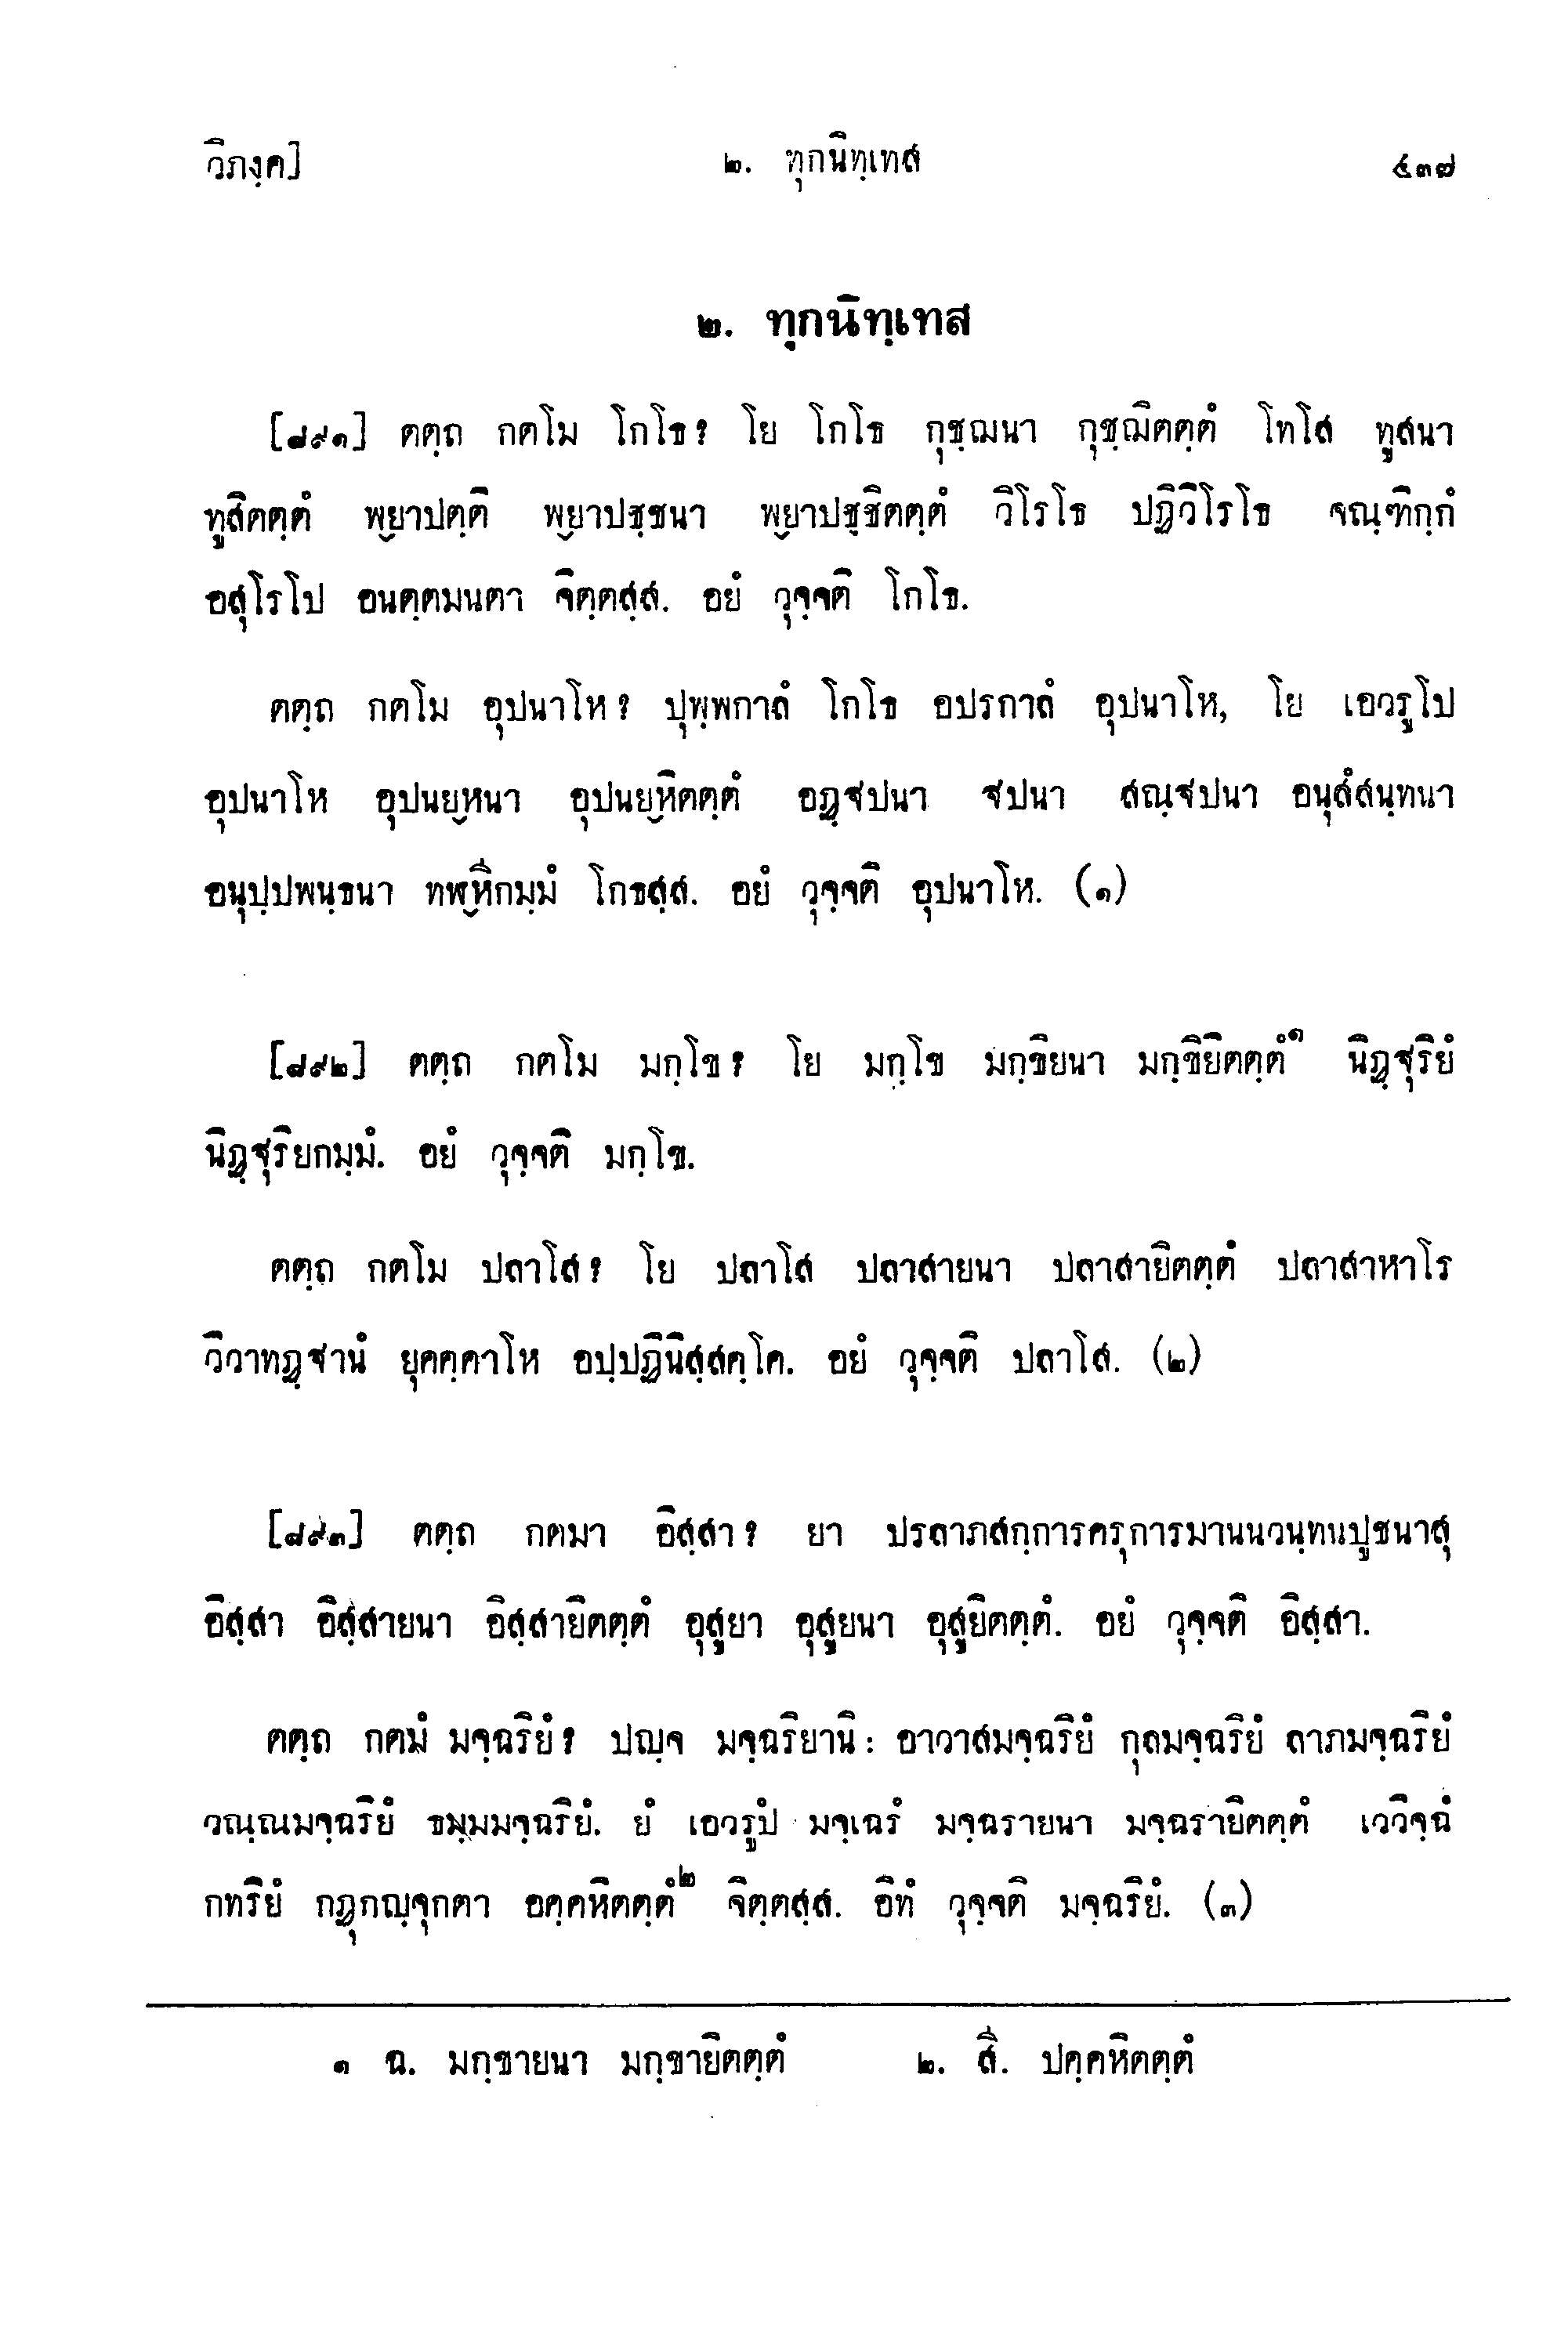 วิภงฺค]
๒. ทุกนิทฺเทส
๔๓๗
๒. ทุกนิทฺเทส
[๘๙๑] ตตฺถ กตโม โกโธ? โย โกโธ กุชฺฌนา กุชฺฌิตตฺตํ โทโส ทูสนา
ทูสิตตฺตํ พฺยาปตฺติ พฺยาปชฺชนา พฺยาปชฺชิตตฺตํ วิโรโธ ปฏิวิโรโธ จณฺฑิกฺกํ
อสุโรโป อนตฺตมนตา จิตฺตสฺส. อยํ วุจฺจติ โกโธ.
ตตฺถ กตโม อุปนาโห? ปุพฺพกาลํ โกโธ อปรกาลํ อุปนาโห, โย เอวรูโป
อุปนาโห อุปนยฺหนา อุปนยฺหิตตฺตํ อฏฺฐปนา ฐปนา สณฺฐปนา อนุสํสนฺทนา
อนุปฺปพนฺธนา ทฬฺหีกมฺมํ โกธสฺส. อยํ วุจฺจติ อุปนาโห. (๑)
[๘๙๒] ตตฺถ กตโม มกฺโข? โย มกฺโข มกฺขิยนา มกฺขิยิตตฺตํ๑ นิฏฺฐุริยํ
นิฏฺฐุริยกมฺมํ. อยํ วุจฺจติ มกฺโข.
ตตฺถ กตโม ปลาโส? โย ปลาโส ปลาสายนา ปลาสายิตตฺตํ ปลาสาหาโร
วิวาทฏฺฐานํ ยุคคฺคาโห อปฺปฏินิสฺสคฺโค. อยํ วุจฺจติ ปลาโส. (๒)
[๘๙๓] ตตฺถ กตมา อิสฺสา? ยา ปรลาภสกฺการครุการมานนวนฺทนปูชนาสุ
อิสฺสา อิสฺสายนา อิสฺสายิตตฺตํ อุสูยา อุสูยนา อุสูยิตตฺตํ. อยํ วุจฺจติ อิสฺสา.
ตตฺถ กตมํ มจฺฉริยํ? ปญฺจ มจฺฉริยานิ: อาวาสมจฺฉริยํ กุลมจฺฉริยํ ลาภมจฺฉริยํ
วณฺณมจฺฉริยํ ธมฺมมจฺฉริยํ. ยํ เอวรูปํ มจฺเฉรํ มจฺฉรายนา มจฺฉรายิตตฺตํ เววิจฺฉํ
กทริยํ กฏุกญฺจุกตา อคฺคหิตตฺตํ๒ จิตฺตสฺส. อิทํ วุจฺจติ มจฺฉริยํ. (๓)
๑ ฉ. มกฺขายนา มกฺขายิตตฺตํ ๒. สี. ปคฺคหิตตฺตํ